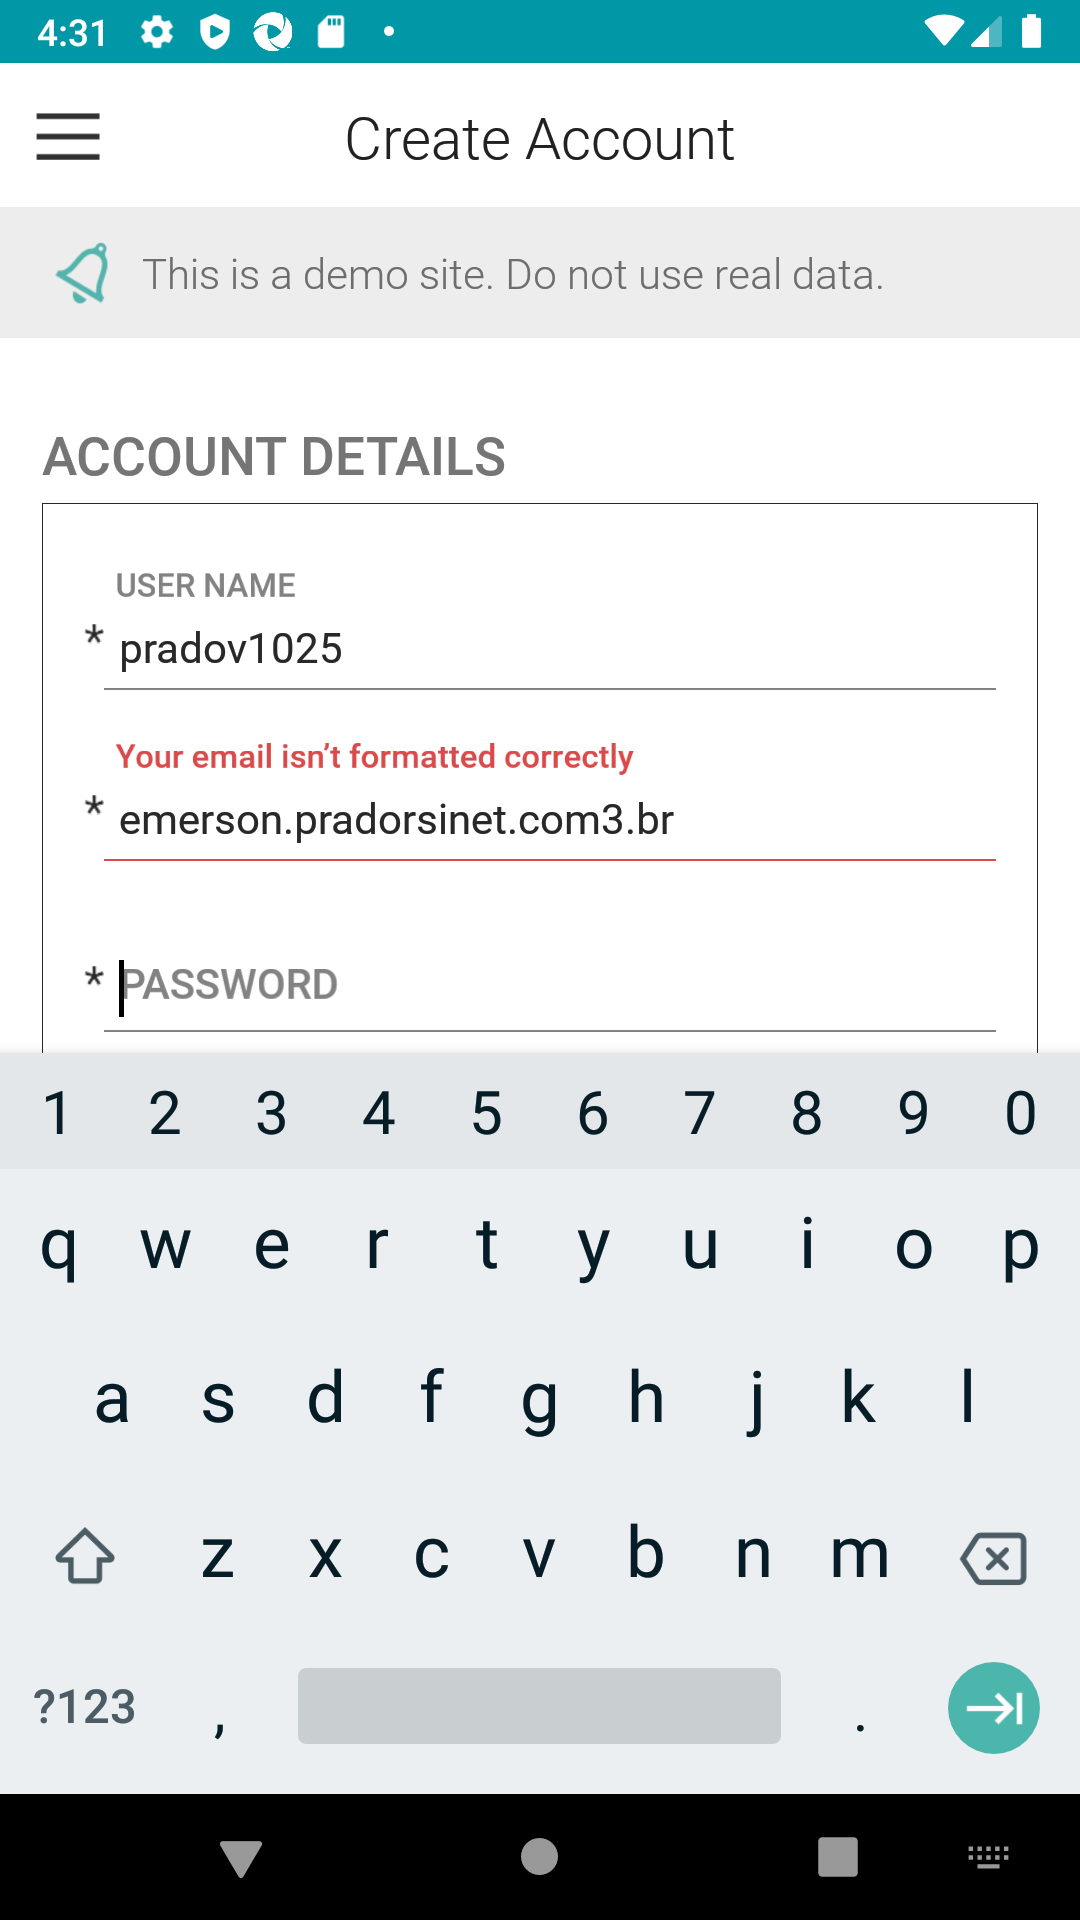 4:31
Create Account
This is a demo site. Do not use real data.
ACCOUNT DETAILS
USER NAME
* pradov1025
Your email isn’t formatted correctly
* emerson.pradorsinet.com3.br
* PASSWORD
1 2 3 4 5 6 7 8 9 0
q w e r t y u i o p
a s d f g h j k l
z x c v b n m
?123 , .